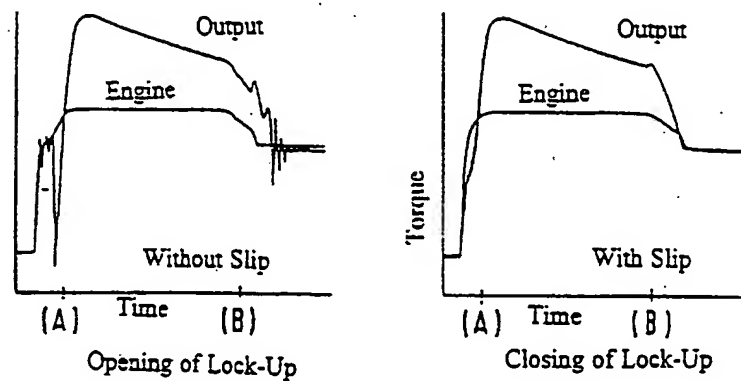 Output
Engine
Without Slip
Time
(A)
(B)
Opening of Lock-Up
Torque
Output
Engine
With Slip
Time
(A)
(B)
Closing of Lock-Up